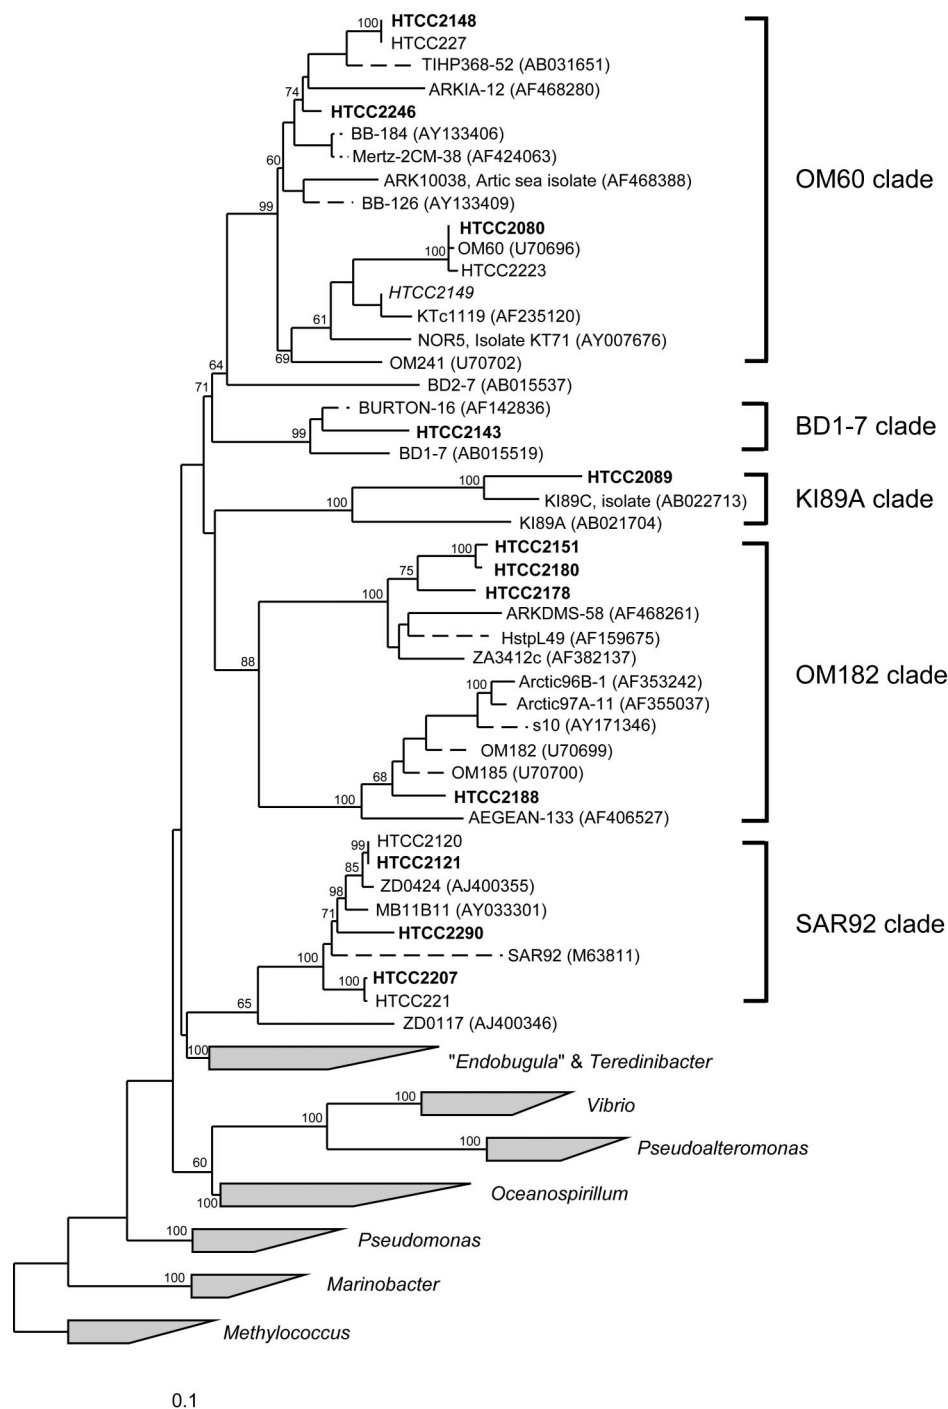 100
HTCC2148
HTCC227
TIHP368-52 (AB031651)
ARKIA-12 (AF468280)
74
HTCC2246
BB-184 (AY133406)
Mertz-2CM-38 (AF424063)
60
ARK10038, Artic sea isolate (AF468388)
BB-126 (AY133409)
OM60 clade
99
HTCC2080
100
OM60 (U70696)
HTCC2223
HTCC2149
61
KTc1119 (AF235120)
NOR5, Isolate KT71 (AY007676)
69
OM241 (U70702)
64
BD2-7 (AB015537)
71
BURTON-16 (AF142836)
99
HTCC2143
BD1-7 (AB015519)
BD1-7 clade
100
HTCC2089
100
KI89C, isolate (AB022713)
KI89A (AB021704)
KI89A clade
100
HTCC2151
HTCC2180
75
100
HTCC2178
ARKDMS-58 (AF468261)
HstpL49 (AF159675)
ZA3412c (AF382137)
88
OM182 clade
100
Arctic96B-1 (AF353242)
Arctic97A-11 (AF355037)
s10 (AY171346)
OM182 (U70699)
68
OM185 (U70700)
100
HTCC2188
AEGEAN-133 (AF406527)
99
HTCC2120
HTCC2121
85
ZD0424 (AJ400355)
98
MB11B11 (AY033301)
71
HTCC2290
SAR92 clade
100
SAR92 (M63811)
100
HTCC2207
HTCC221
65
ZD0117 (AJ400346)
100
"Endobugula" & Teredinibacter
100
Vibrio
100
100
Pseudoalteromonas
60
100
Oceanospirillum
100
Pseudomonas
100
Marinobacter
Methylococcus
0.1